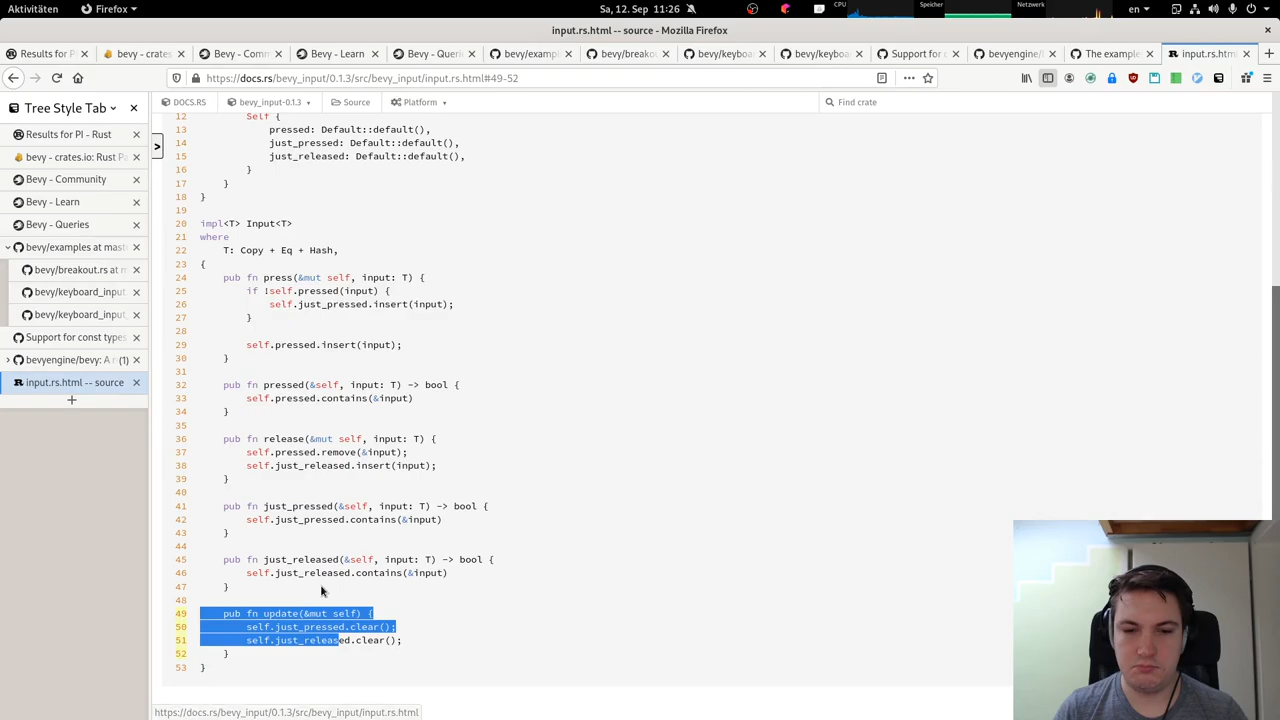 Aktivitäten Firefox Sa, 12. Sep 11:26 CPU Speicher Netzwerk en
input.rs.html -- source - Mozilla Firefox
Results for P bevy - crates Bevy - Comm Bevy - Learn Bevy - Querie bevy/examp bevy/breakou bevy/keyboa bevy/keyboa Support for c bevyengine/ The example input.rs.html
https://docs.rs/bevy_input/0.1.3/src/bevy_input/input.rs.html#49-52
Tree Style Tab
DOCS.RS bevy_input-0.1.3 Source Platform Find crate
Results for PI - Rust
bevy - crates.io: Rust Pa
Bevy - Community
Bevy - Learn
Bevy - Queries
bevy/examples at mast
bevy/breakout.rs at m
bevy/keyboard_input
bevy/keyboard_input
Support for const types
bevyengine/bevy: A r (1)
input.rs.html -- source
12 Self {
13 pressed: Default::default(),
14 just_pressed: Default::default(),
15 just_released: Default::default(),
16 }
17 }
18 }
19
20 impl<T> Input<T>
21 where
22 T: Copy + Eq + Hash,
23 {
24 pub fn press(&mut self, input: T) {
25 if !self.pressed(input) {
26 self.just_pressed.insert(input);
27 }
28
29 self.pressed.insert(input);
30 }
31
32 pub fn pressed(&self, input: T) -> bool {
33 self.pressed.contains(&input)
34 }
35
36 pub fn release(&mut self, input: T) {
37 self.pressed.remove(&input);
38 self.just_released.insert(input);
39 }
40
41 pub fn just_pressed(&self, input: T) -> bool {
42 self.just_pressed.contains(&input)
43 }
44
45 pub fn just_released(&self, input: T) -> bool {
46 self.just_released.contains(&input)
47 }
48
49 pub fn update(&mut self) {
50 self.just_pressed.clear();
51 self.just_released.clear();
52 }
53 }
https://docs.rs/bevy_input/0.1.3/src/bevy_input/input.rs.html